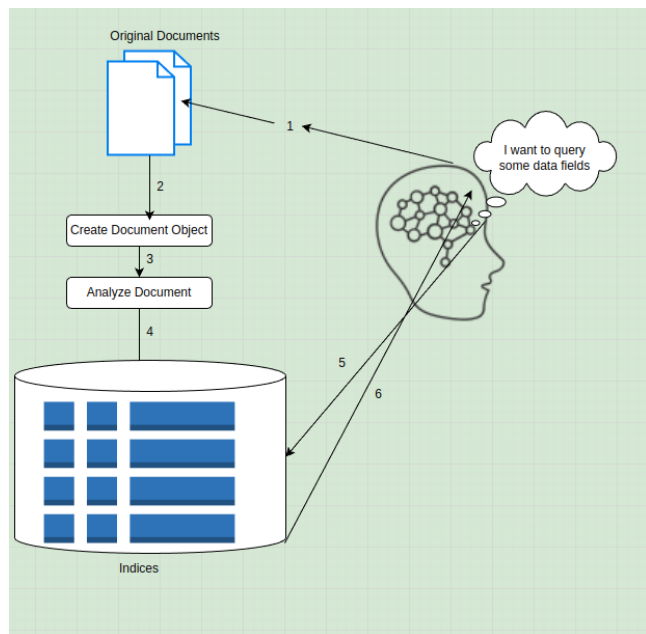 Original Documents
1
I want to query
some data fields
2
Create Document Object
3
Analyze Document
4
5
6
Indices